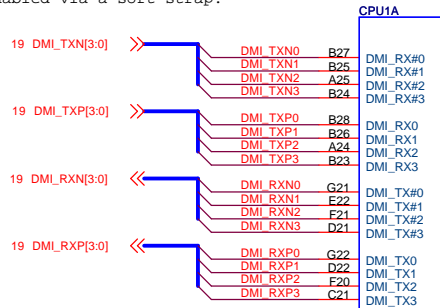 nabled via a soft strap.
CPU1A
19 DMI_TXN[3:0]
DMI_TXN0 B27 DMI_RX#0
DMI_TXN1 B25 DMI_RX#1
DMI_TXN2 A25 DMI_RX#2
DMI_TXN3 B24 DMI_RX#3
19 DMI_TXP[3:0]
DMI_TXP0 B28 DMI_RX0
DMI_TXP1 B26 DMI_RX1
DMI_TXP2 A24 DMI_RX2
DMI_TXP3 B23 DMI_RX3
19 DMI_RXN[3:0]
DMI_RXN0 G21 DMI_TX#0
DMI_RXN1 E22 DMI_TX#1
DMI_RXN2 F21 DMI_TX#2
DMI_RXN3 D21 DMI_TX#3
19 DMI_RXP[3:0]
DMI_RXP0 G22 DMI_TX0
DMI_RXP1 D22 DMI_TX1
DMI_RXP2 F20 DMI_TX2
DMI_RXP3 C21 DMI_TX3